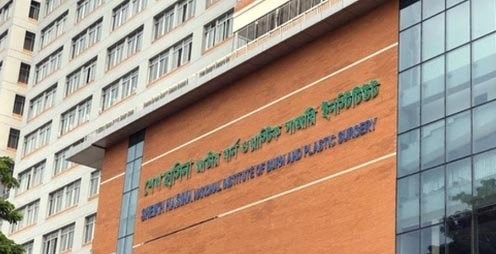 শেখ হাসিনা জাতীয় বার্ন ও প্লাস্টিক সার্জারি ইনস্টিটিউট
SHEIKH HASINA NATIONAL INSTITUTE OF BURN AND PLASTIC SURGERY